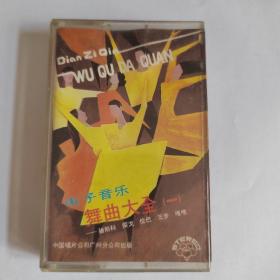 Dian Zi Qin
WU QU DA QUAN
电子音乐
舞曲大全(一)
中国唱片公司广州分公司出版
STEREO